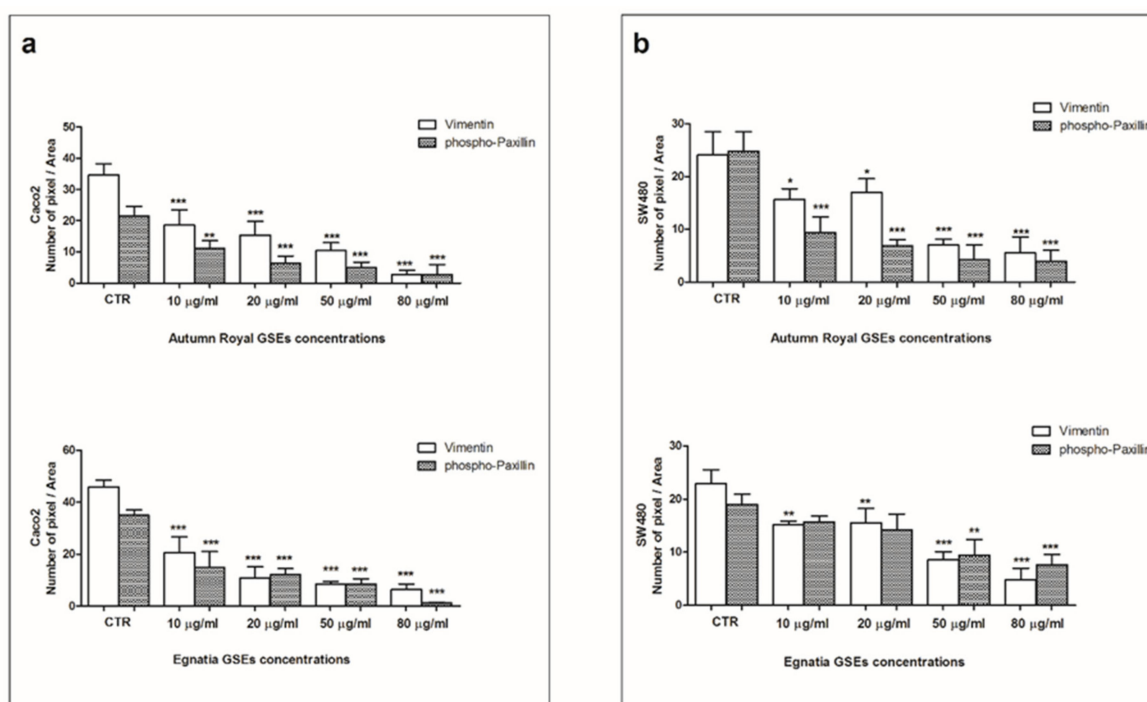 a
Vimentin
phospho-Paxillin
Caco2
Number of pixel / Area
50
40
30
20
10
0
***
**
***
***
***
***
***
***
CTR
10 µg/ml
20 µg/ml
50 µg/ml
80 µg/ml
Autumn Royal GSEs concentrations
Vimentin
phospho-Paxillin
Caco2
Number of pixel / Area
60
40
20
0
***
***
***
***
***
***
***
***
CTR
10 µg/ml
20 µg/ml
50 µg/ml
80 µg/ml
Egnatia GSEs concentrations
b
Vimentin
phospho-Paxillin
SW480
Number of pixel / Area
30
20
10
0
*
***
*
***
***
***
***
***
CTR
10 µg/ml
20 µg/ml
50 µg/ml
80 µg/ml
Autumn Royal GSEs concentrations
Vimentin
phospho-Paxillin
SW480
Number of pixel / Area
30
20
10
0
**
**
***
**
***
***
CTR
10 µg/ml
20 µg/ml
50 µg/ml
80 µg/ml
Egnatia GSEs concentrations